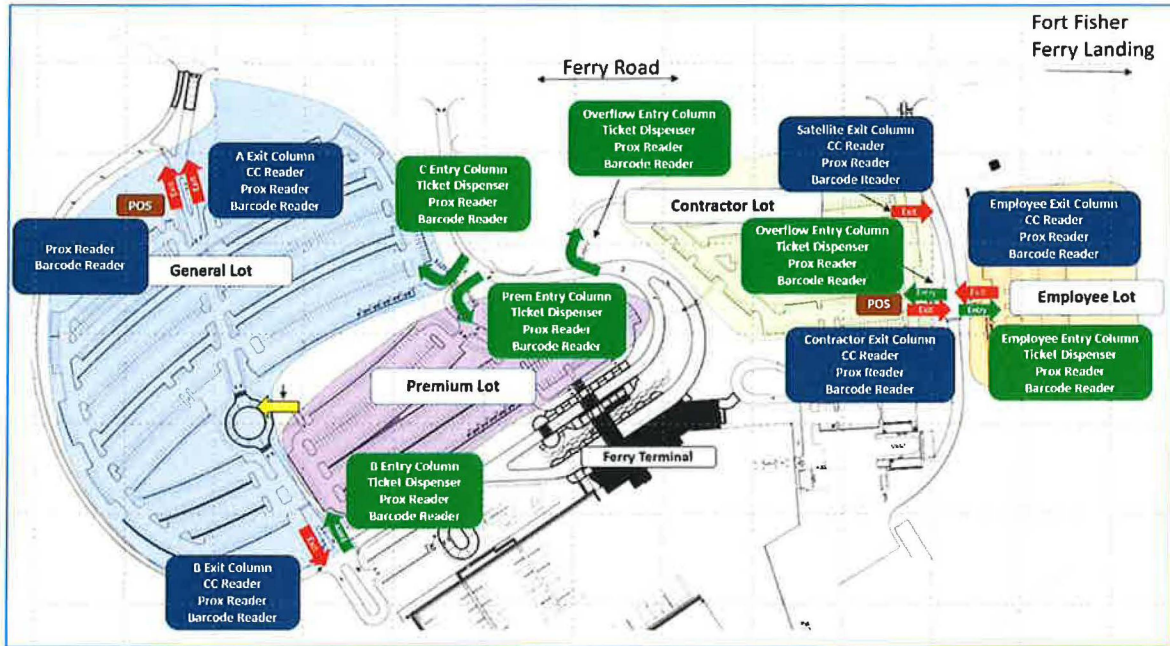 Fort Fisher
Ferry Landing
Ferry Road
Overflow Entry Column
Ticket Dispenser
Prox Reader
Barcode Reader
Satellite Exit Column
CC Reader
Prox Reader
Barcode Reader
A Exit Column
CC Reader
Prox Reader
Barcode Reader
C Entry Column
Ticket Dispenser
Prox Reader
Barcode Reader
POS
Contractor Lot
Exit
Employee Exit Column
CC Reader
Prox Reader
Barcode Reader
Prox Reader
Barcode Reader
General Lot
Overflow Entry Column
Ticket Dispenser
Prox Reader
Barcode Reader
Entry
Exit
Employee Lot
POS
Exit
Entry
Prem Entry Column
Ticket Dispenser
Prox Reader
Barcode Reader
Contractor Exit Column
CC Reader
Prox Reader
Barcode Reader
Employee Entry Column
Ticket Dispenser
Prox Reader
Barcode Reader
Premium Lot
Ferry Terminal
B Entry Column
Ticket Dispenser
Prox Reader
Barcode Reader
Exit
B Exit Column
CC Reader
Prox Reader
Barcode Reader